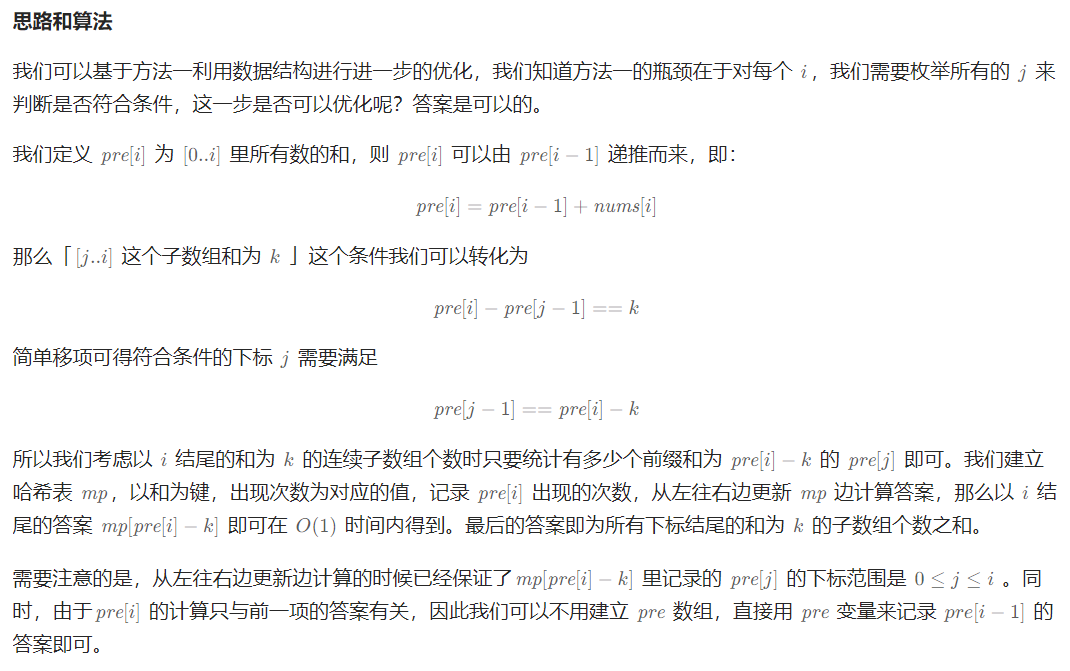 思路和算法
我们可以基于方法一利用数据结构进行进一步的优化，我们知道方法一的瓶颈在于对每个 i，我们需要枚举所有的 j 来
判断是否符合条件，这一步是否可以优化呢？答案是可以的。
我们定义 pre[i] 为 [0..i] 里所有数的和，则 pre[i] 可以由 pre[i − 1] 递推而来，即：
pre[i] = pre[i − 1] + nums[i]
那么「[j..i] 这个子数组和为 k 」这个条件我们可以转化为
pre[i] − pre[j − 1] == k
简单移项可得符合条件的下标 j 需要满足
pre[j − 1] == pre[i] − k
所以我们考虑以 i 结尾的和为 k 的连续子数组个数时只要统计有多少个前缀和为 pre[i] − k 的 pre[j] 即可。我们建立
哈希表 mp，以和为键，出现次数为对应的值，记录 pre[i] 出现的次数，从左往右边更新 mp 边计算答案，那么以 i 结
尾的答案 mp[pre[i] − k] 即可在 O(1) 时间内得到。最后的答案即为所有下标结尾的和为 k 的子数组个数之和。
需要注意的是，从左往右边更新边计算的时候已经保证了mp[pre[i] − k] 里记录的 pre[j] 的下标范围是 0 ≤ j ≤ i 。同
时，由于pre[i] 的计算只与前一项的答案有关，因此我们可以不用建立 pre 数组，直接用 pre 变量来记录 pre[i − 1] 的
答案即可。